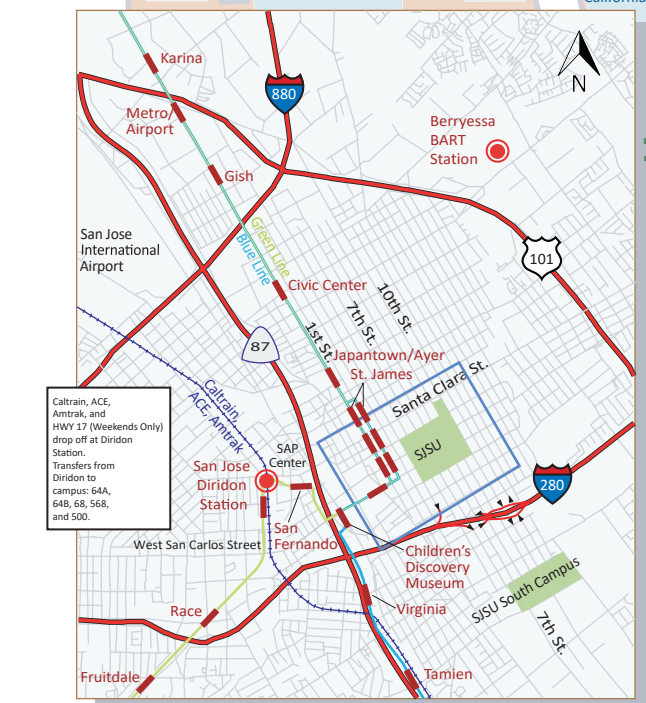 California
Karina
880
Metro/
Airport
Berryessa
BART
Station
N
Gish
Green Line
Blue Line
San Jose
International
Airport
101
Civic Center
10th St.
7th St.
1st St.
87
Japantown/Ayer
St. James
Santa Clara St.
Caltrain,
ACE, Amtrak
Caltrain, ACE,
Amtrak, and
HWY 17 (Weekends Only)
drop off at Diridon
Station.
Transfers from
Diridon to
campus: 64A,
64B, 68, 568,
and 500.
SJSU
SAP
Center
San Jose
Diridon
Station
280
San
Fernando
West San Carlos Street
Children's
Discovery
Museum
SJSU South Campus
Virginia
Race
7th St.
Fruitdale
Tamien